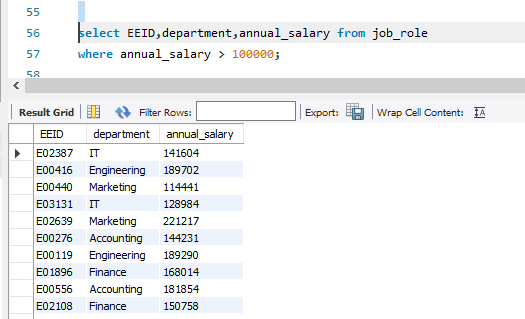 55
56 select EEID,department,annual_salary from job_role
57 where annual_salary > 100000;
58
Result Grid Filter Rows: Export: Wrap Cell Content: IA
EEID department annual_salary
E02387 IT 141604
E00416 Engineering 189702
E00440 Marketing 114441
E03131 IT 128984
E02639 Marketing 221217
E00276 Accounting 144231
E00119 Engineering 189290
E01896 Finance 168014
E00556 Accounting 181854
E02108 Finance 150758